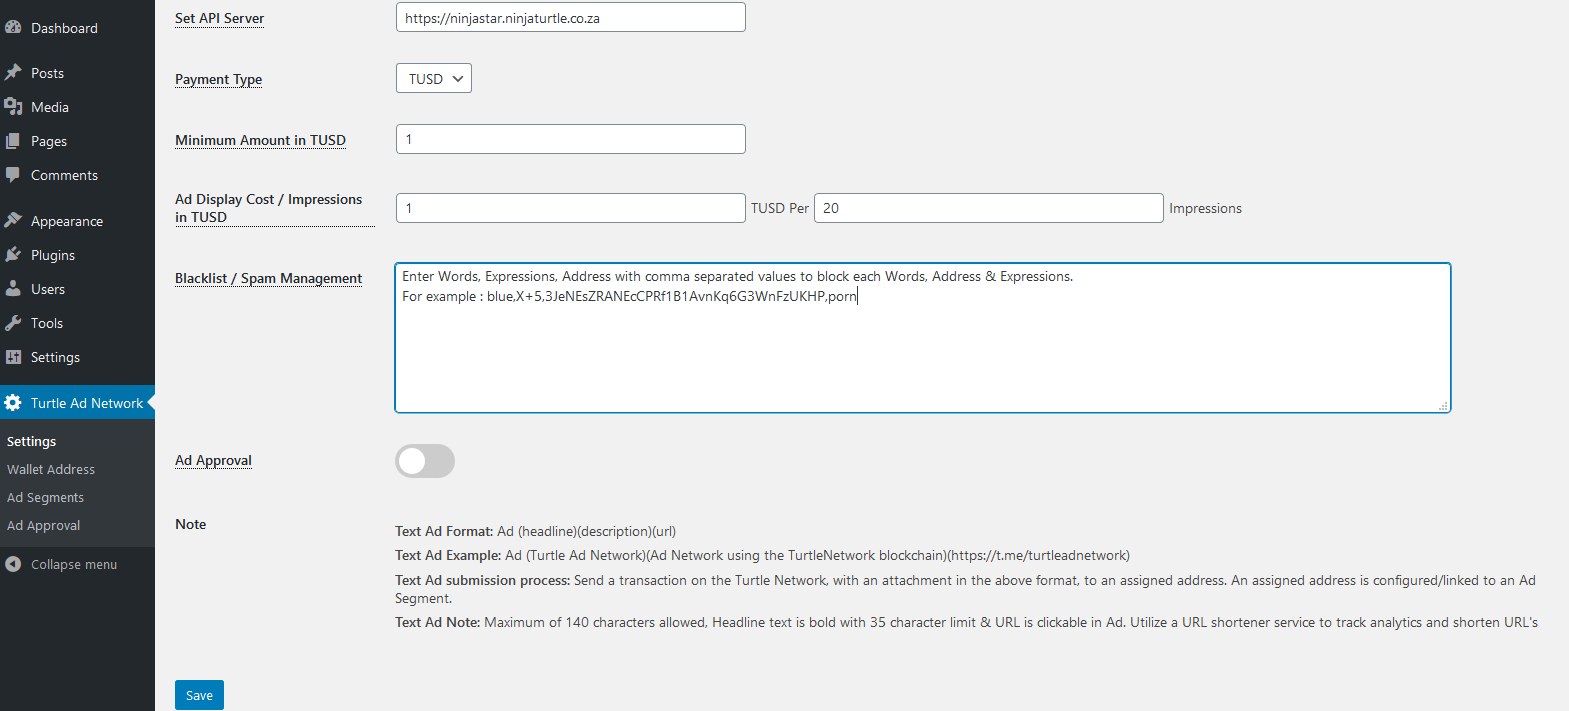 Dashboard
Posts
Media
Pages
Comments
Appearance
Plugins
Users
Tools
Settings
Turtle Ad Network
Settings
Wallet Address
Ad Segments
Ad Approval
Collapse menu
Set API Server
https://ninjastar.ninjaturtle.co.za
Payment Type
TUSD
Minimum Amount in TUSD
1
Ad Display Cost / Impressions
in TUSD
1 TUSD Per 20 Impressions
Blacklist / Spam Management
Enter Words, Expressions, Address with comma separated values to block each Words, Address & Expressions.
For example : blue,X+5,3JeNEsZRANEcCPRf1B1AvnKq6G3WnFzUKHP,porn
Ad Approval
Note
Text Ad Format: Ad (headline)(description)(url)
Text Ad Example: Ad (Turtle Ad Network)(Ad Network using the TurtleNetwork blockchain)(https://t.me/turtleadnetwork)
Text Ad submission process: Send a transaction on the Turtle Network, with an attachment in the above format, to an assigned address. An assigned address is configured/linked to an Ad
Segment.
Text Ad Note: Maximum of 140 characters allowed, Headline text is bold with 35 character limit & URL is clickable in Ad. Utilize a URL shortener service to track analytics and shorten URL's
Save